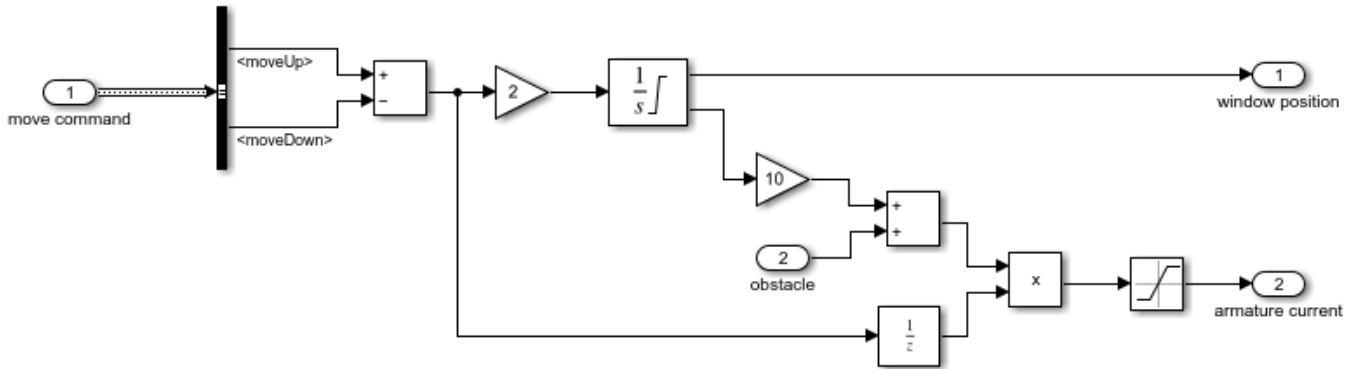 <moveUp>
+
−
<moveDown>
1
move command
2
1
s
1
window position
10
+
+
2
obstacle
x
1
z
2
armature current